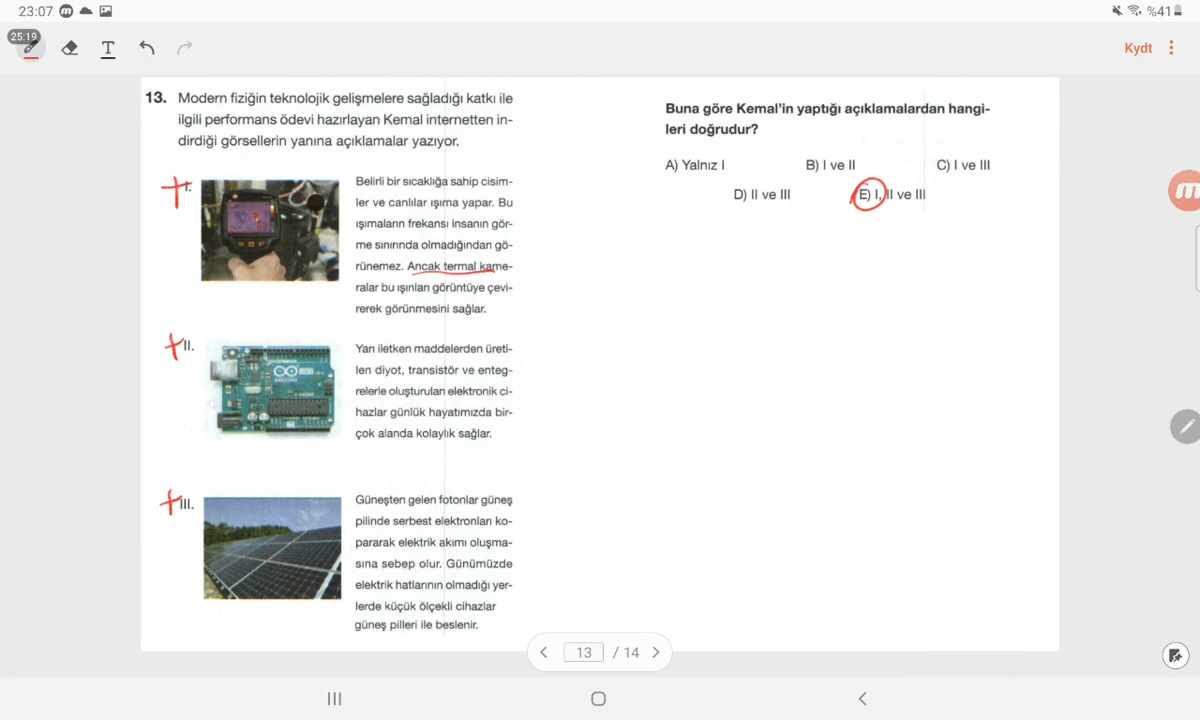 23:07
%41
25:19
T
Kydt
13. Modern fiziğin teknolojik gelişmelere sağladığı katkı ile
ilgili performans ödevi hazırlayan Kemal internetten in-
dirdiği görsellerin yanına açıklamalar yazıyor.
I.
Belirli bir sıcaklığa sahip cisim-
ler ve canlılar ışıma yapar. Bu
ışımaların frekansı insanın gör-
me sınırında olmadığından gö-
rünemez. Ancak termal kame-
ralar bu ışınları görüntüye çevi-
rerek görünmesini sağlar.
II.
Yarı iletken maddelerden üreti-
len diyot, transistör ve enteg-
relerle oluşturulan elektronik ci-
hazlar günlük hayatımızda bir-
çok alanda kolaylık sağlar.
III.
Güneşten gelen fotonlar güneş
pilinde serbest elektronları ko-
pararak elektrik akımı oluşma-
sına sebep olur. Günümüzde
elektrik hatlarının olmadığı yer-
lerde küçük ölçekli cihazlar
güneş pilleri ile beslenir.
Buna göre Kemal'in yaptığı açıklamalardan hangi-
leri doğrudur?
A) Yalnız I B) I ve II C) I ve III
D) II ve III E) I, II ve III
13 / 14